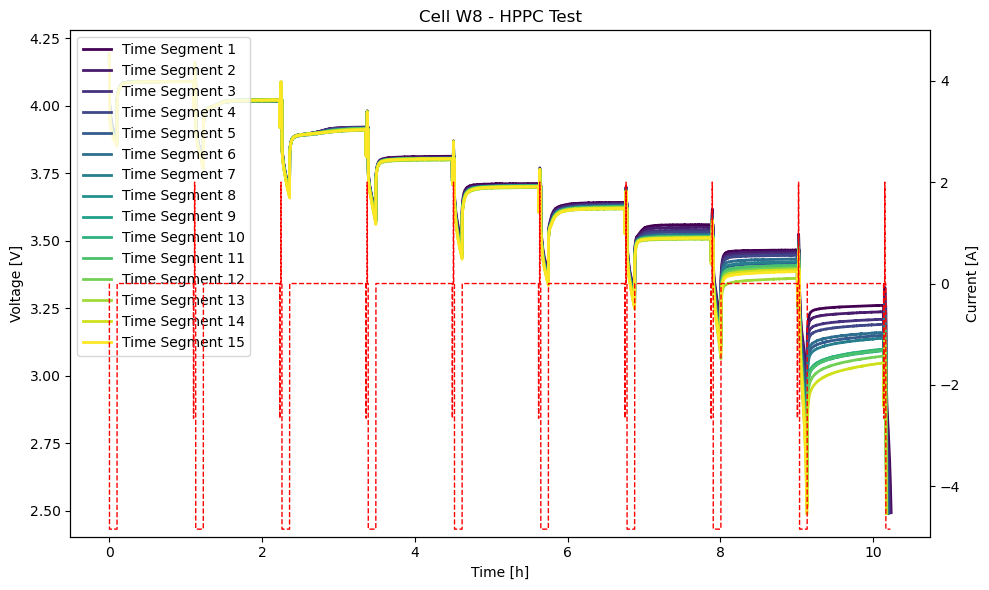 Cell W8 - HPPC Test
Voltage [V]
4.25
4.00
3.75
3.50
3.25
3.00
2.75
2.50
Time Segment 1
Time Segment 2
Time Segment 3
Time Segment 4
Time Segment 5
Time Segment 6
Time Segment 7
Time Segment 8
Time Segment 9
Time Segment 10
Time Segment 11
Time Segment 12
Time Segment 13
Time Segment 14
Time Segment 15
4
2
0
−2
−4
Current [A]
0 2 4 6 8 10
Time [h]